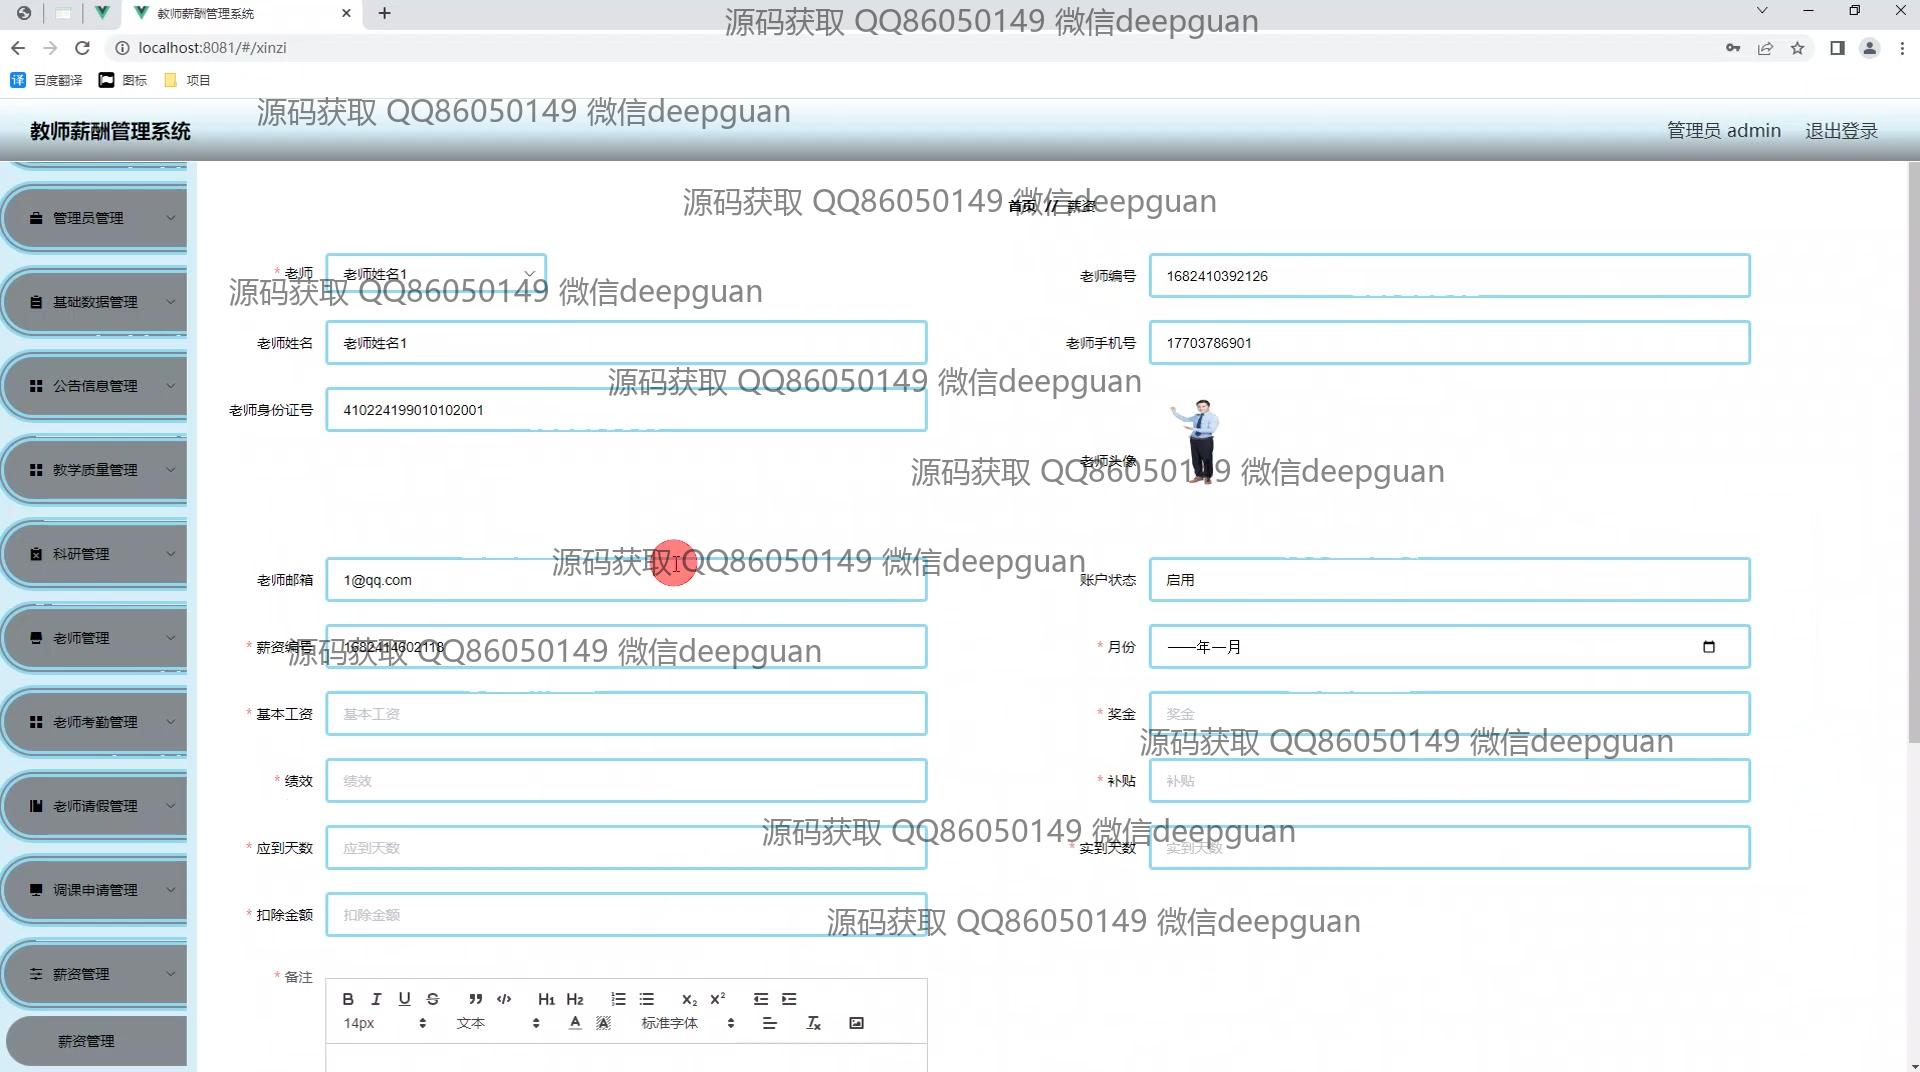 教师薪酬管理系统
源码获取 QQ86050149 微信deepguan
localhost:8081/#/xinzi
百度翻译 图标 项目
源码获取 QQ86050149 微信deepguan
教师薪酬管理系统
管理员 admin 退出登录
源码获取 QQ86050149 微信deepguan
首页 // 薪资
管理员管理
基础数据管理
公告信息管理
教学质量管理
科研管理
老师管理
老师考勤管理
老师请假管理
调课申请管理
薪资管理
薪资管理
* 老师 老师姓名1
老师编号 1682410392126
源码获取 QQ86050149 微信deepguan
老师姓名 老师姓名1
老师手机号 17703786901
源码获取 QQ86050149 微信deepguan
老师身份证号 410224199010102001
老师头像
源码获取 QQ86050149 微信deepguan
源码获取 QQ86050149 微信deepguan
老师邮箱 1@qq.com
账户状态 启用
* 薪资编号 1682414602118
源码获取 QQ86050149 微信deepguan
* 月份 ——年—月
* 基本工资 基本工资
* 奖金 奖金
源码获取 QQ86050149 微信deepguan
* 绩效 绩效
* 补贴 补贴
源码获取 QQ86050149 微信deepguan
* 应到天数 应到天数
* 实到天数 实到天数
* 扣除金额 扣除金额
源码获取 QQ86050149 微信deepguan
* 备注
B I U S H1 H2 X2 X2
14px 文本 A A 标准字体 Tx